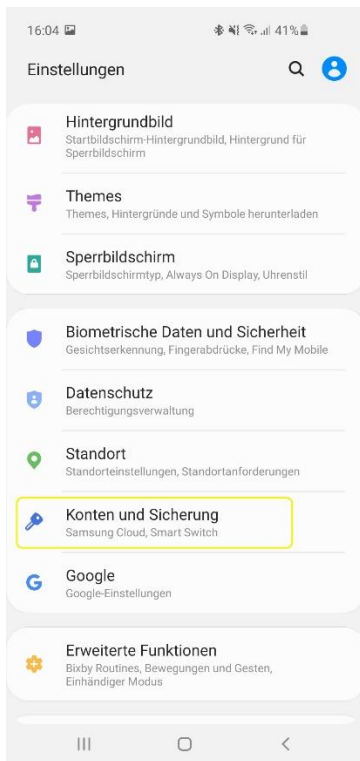 16:04 41%
Einstellungen
Hintergrundbild
Startbildschirm-Hintergrundbild, Hintergrund für
Sperrbildschirm
Themes
Themes, Hintergründe und Symbole herunterladen
Sperrbildschirm
Sperrbildschirmtyp, Always On Display, Uhrenstil
Biometrische Daten und Sicherheit
Gesichtserkennung, Fingerabdrücke, Find My Mobile
Datenschutz
Berechtigungsverwaltung
Standort
Standorteinstellungen, Standortanforderungen
Konten und Sicherung
Samsung Cloud, Smart Switch
Google
Google-Einstellungen
Erweiterte Funktionen
Bixby Routines, Bewegungen und Gesten,
Einhändiger Modus